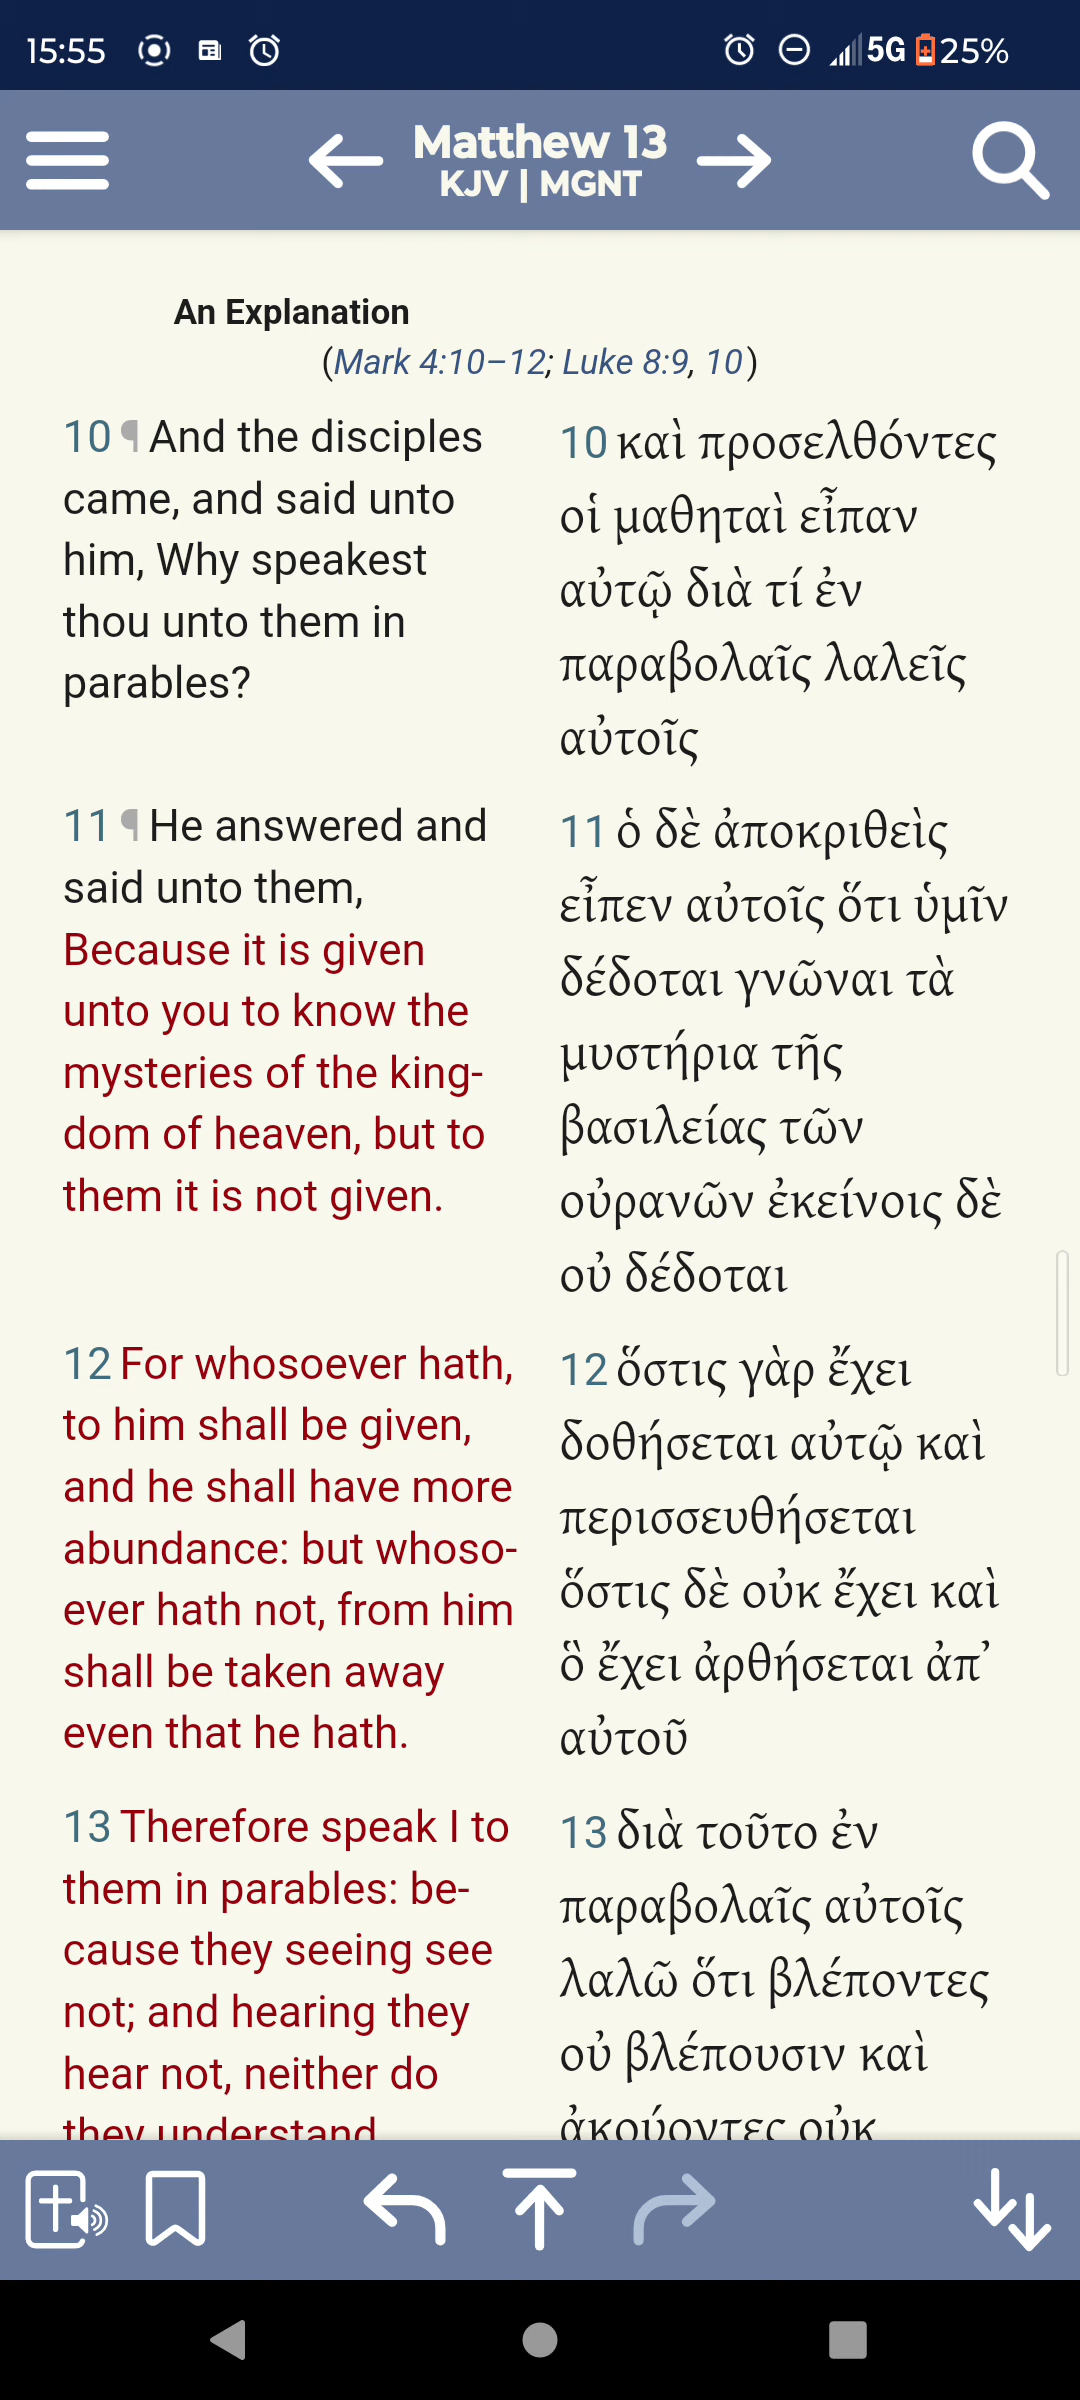 15:55 5G 25%
Matthew 13
KJV | MGNT
An Explanation
(Mark 4:10–12; Luke 8:9, 10)
10 ¶ And the disciples
came, and said unto
him, Why speakest
thou unto them in
parables?
10 καὶ προσελθόντες
οἱ μαθηταὶ εἶπαν
αὐτῷ διὰ τί ἐν
παραβολαῖς λαλεῖς
αὐτοῖς
11 ¶ He answered and
said unto them,
Because it is given
unto you to know the
mysteries of the king-
dom of heaven, but to
them it is not given.
11 ὁ δὲ ἀποκριθεὶς
εἶπεν αὐτοῖς ὅτι ὑμῖν
δέδοται γνῶναι τὰ
μυστήρια τῆς
βασιλείας τῶν
οὐρανῶν ἐκείνοις δὲ
οὐ δέδοται
12 For whosoever hath,
to him shall be given,
and he shall have more
abundance: but whoso-
ever hath not, from him
shall be taken away
even that he hath.
12 ὅστις γὰρ ἔχει
δοθήσεται αὐτῷ καὶ
περισσευθήσεται
ὅστις δὲ οὐκ ἔχει καὶ
ὃ ἔχει ἀρθήσεται ἀπ’
αὐτοῦ
13 Therefore speak I to
them in parables: be-
cause they seeing see
not; and hearing they
hear not, neither do
they understand
13 διὰ τοῦτο ἐν
παραβολαῖς αὐτοῖς
λαλῶ ὅτι βλέποντες
οὐ βλέπουσιν καὶ
ἀκούοντες οὐκ